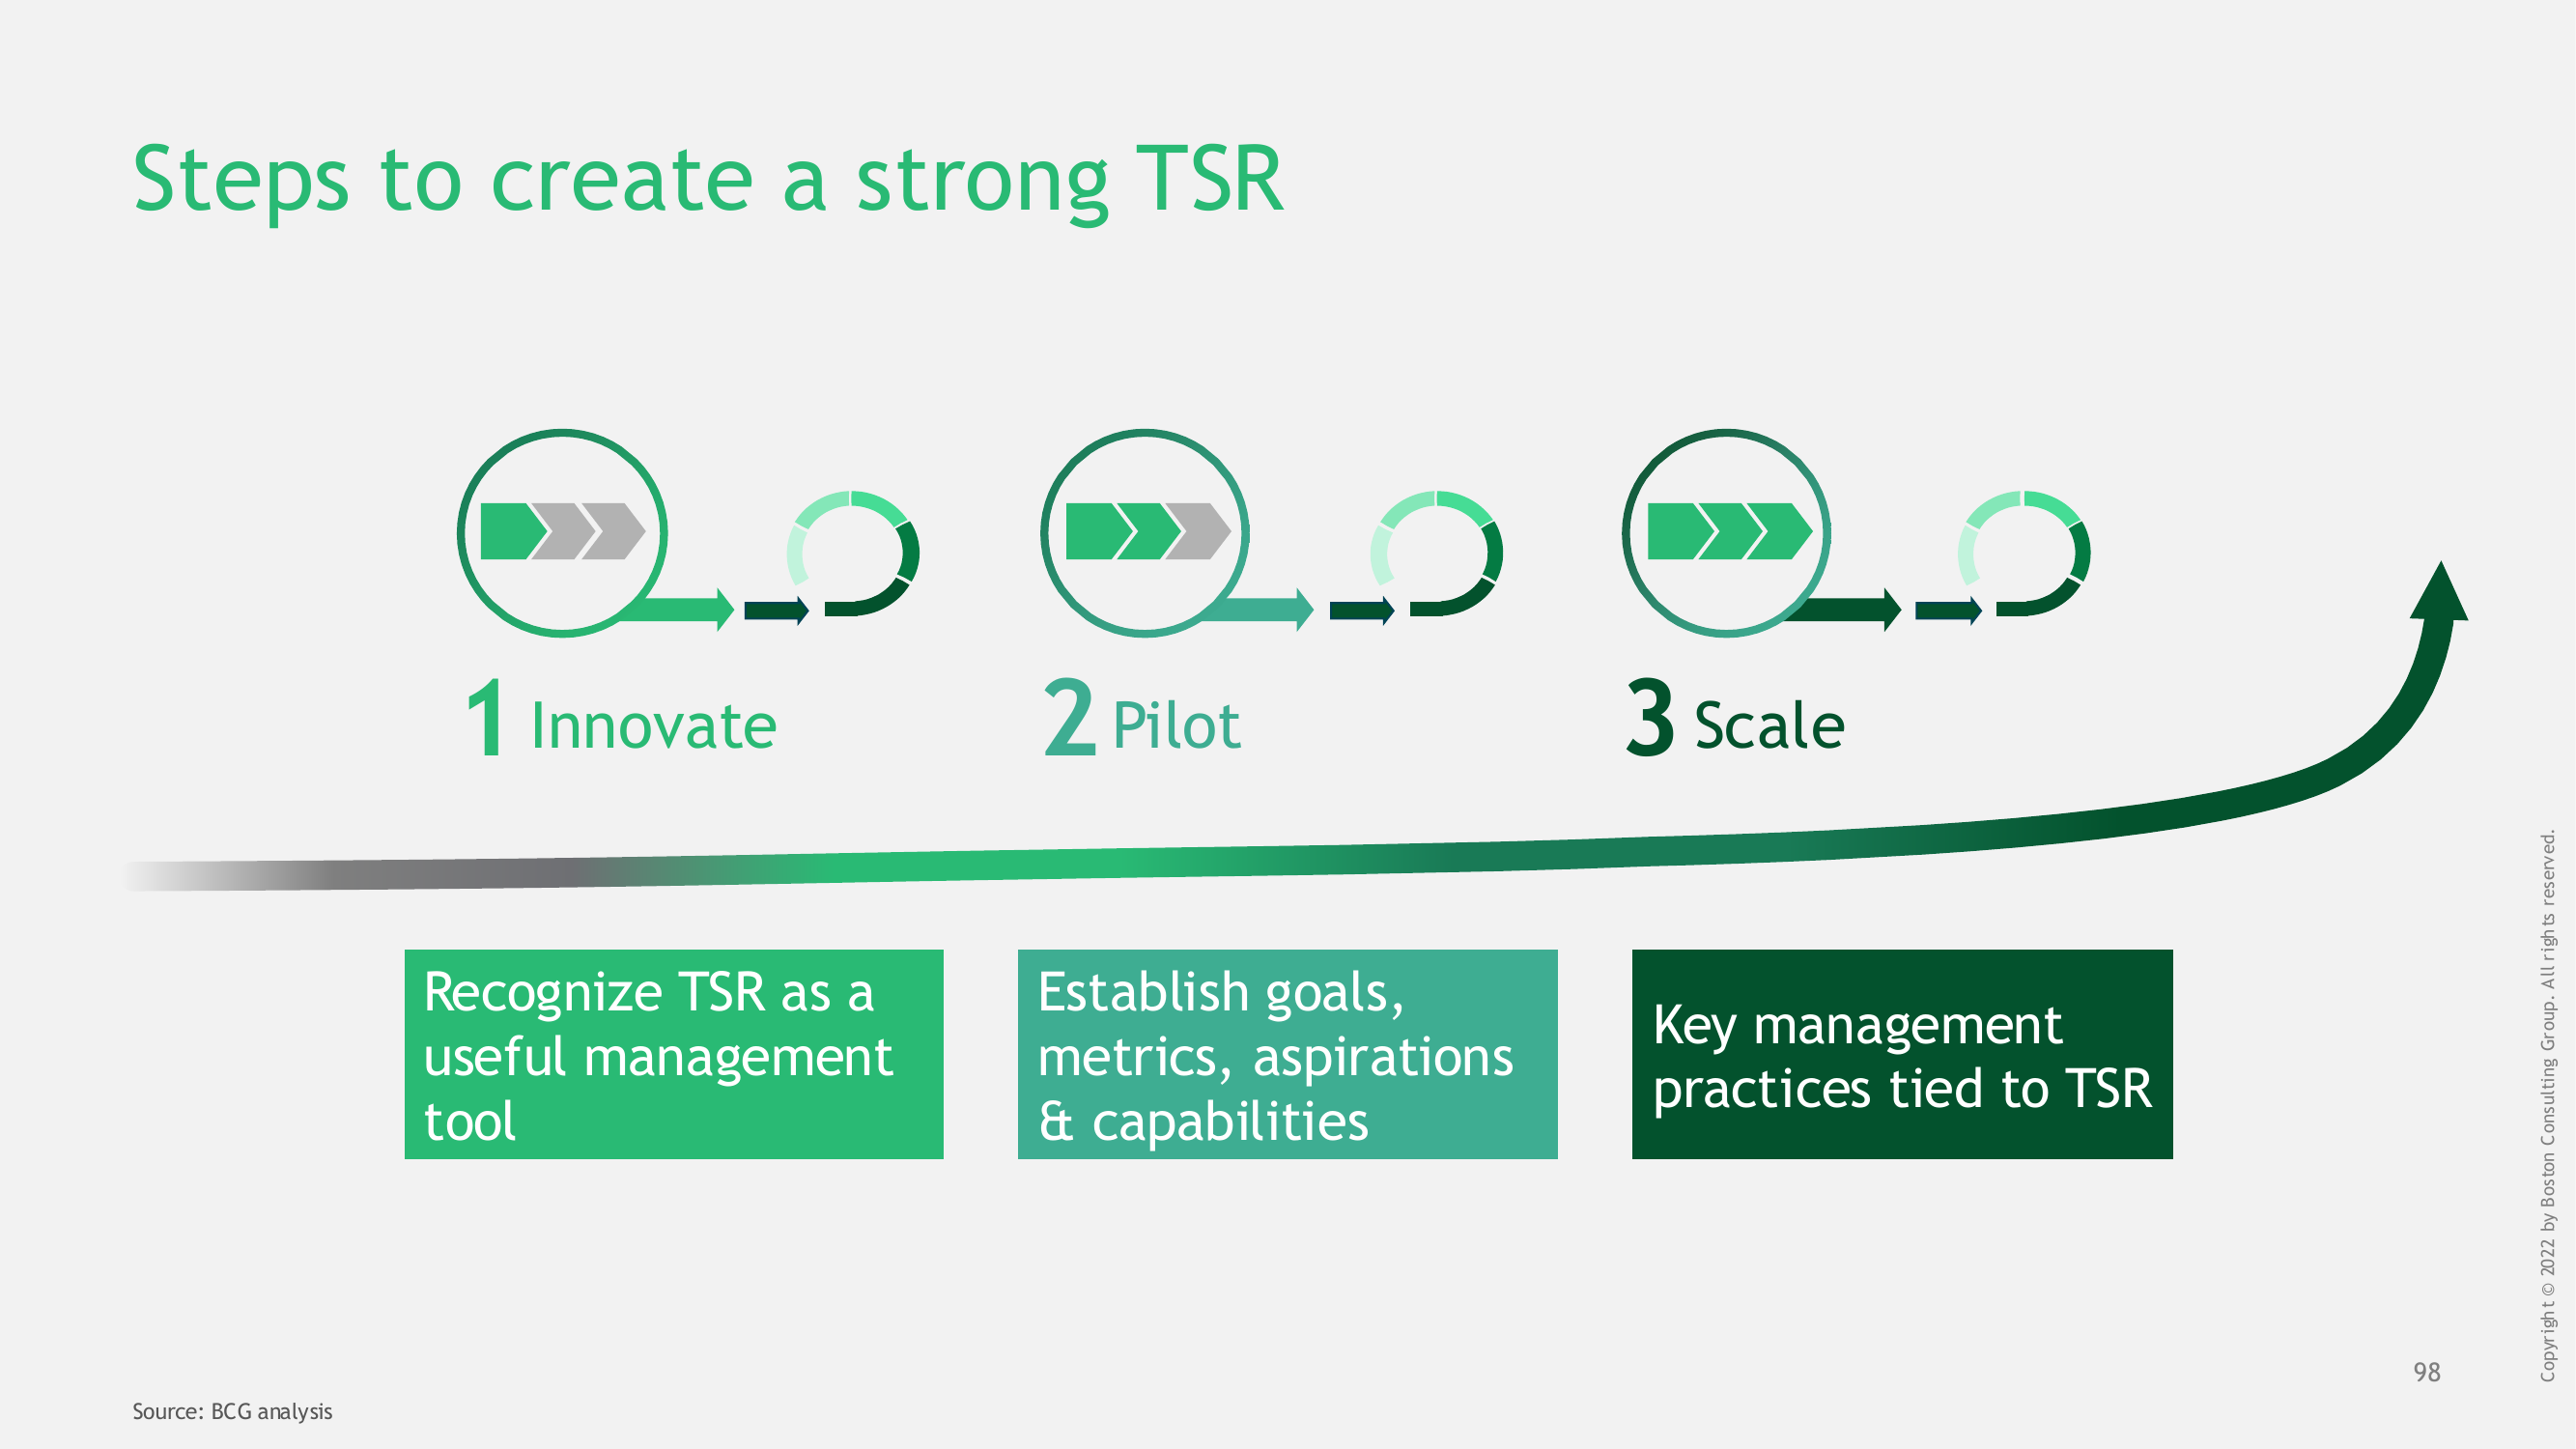 Steps to create a strong TSR
1 Innovate
2 Pilot
3 Scale
Recognize TSR as a
useful management
tool
Establish goals,
metrics, aspirations
& capabilities
Key management
practices tied to TSR
Source: BCG analysis
98
Copyright © 2022 by Boston Consulting Group. All rights reserved.